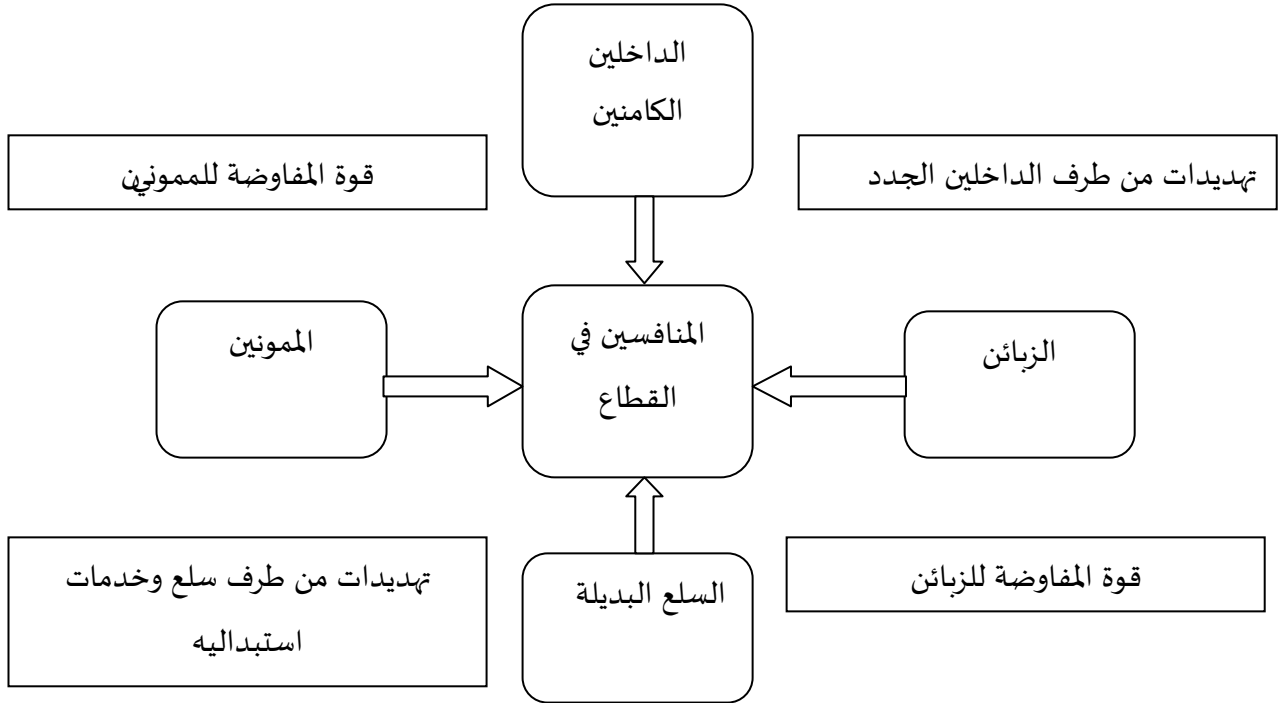 الداخلين
الكامنين
تهديدات من طرف الداخلين الجدد
قوة المفاوضة للممونين
الزبائن
المنافسين في
القطاع
الممونين
قوة المفاوضة للزبائن
السلع البديلة
تهديدات من طرف سلع وخدمات
استبداليه